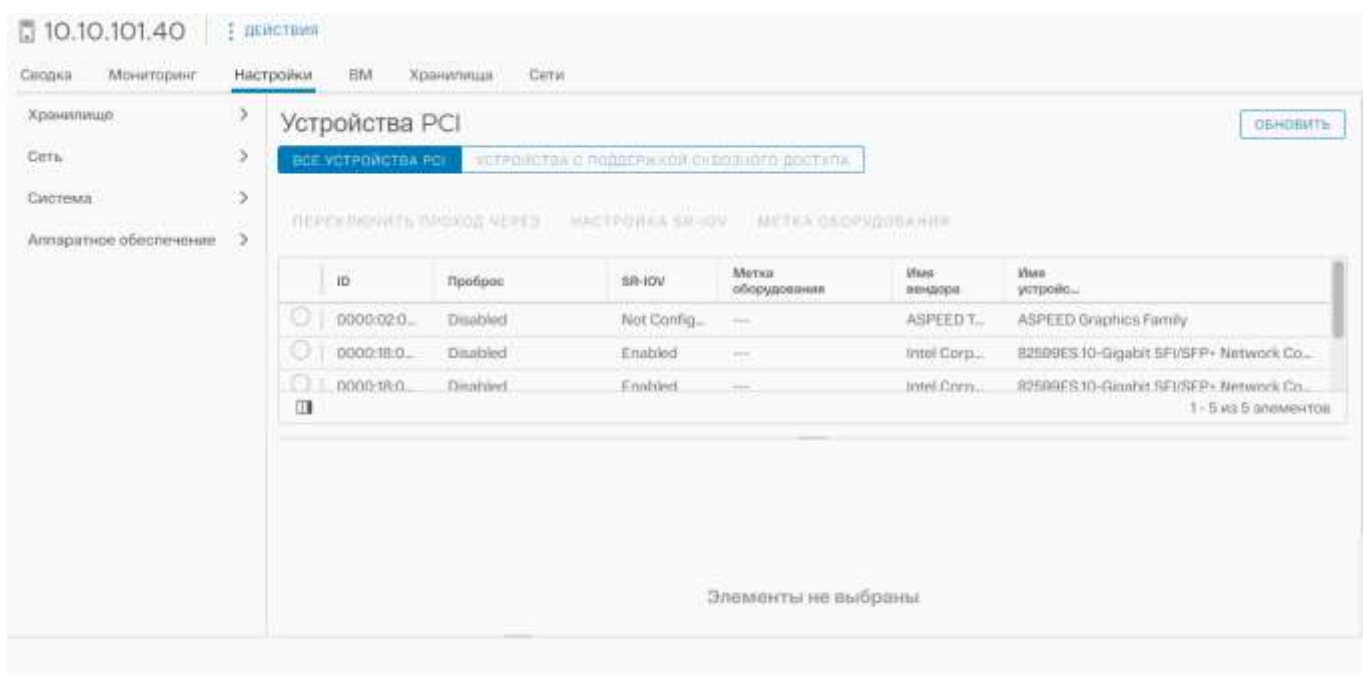 10.10.101.40
ДЕЙСТВИЯ
Сводка Мониторинг Настройки ВМ Хранилища Сети
Хранилище
Сеть
Система
Аппаратное обеспечение
Устройства PCI
ОБНОВИТЬ
ВСЕ УСТРОЙСТВА PCI УСТРОЙСТВА С ПОДДЕРЖКОЙ СКВОЗНОГО ДОСТУПА
ПЕРЕКЛЮЧИТЬ ПРОХОД ЧЕРЕЗ НАСТРОЙКА SR-IOV МЕТКА ОБОРУДОВАНИЯ
ID Проброс SR-IOV Метка оборудования Имя вендора Имя устройс...
0000:02:0... Disabled Not Config... --- ASPEED T... ASPEED Graphics Family
0000:18:0... Disabled Enabled --- Intel Corp... 82599ES 10-Gigabit SFI/SFP+ Network Co...
0000:18:0... Disabled Enabled --- Intel Corp... 82599ES 10-Gigabit SFI/SFP+ Network Co...
1 - 5 из 5 элементов
Элементы не выбраны